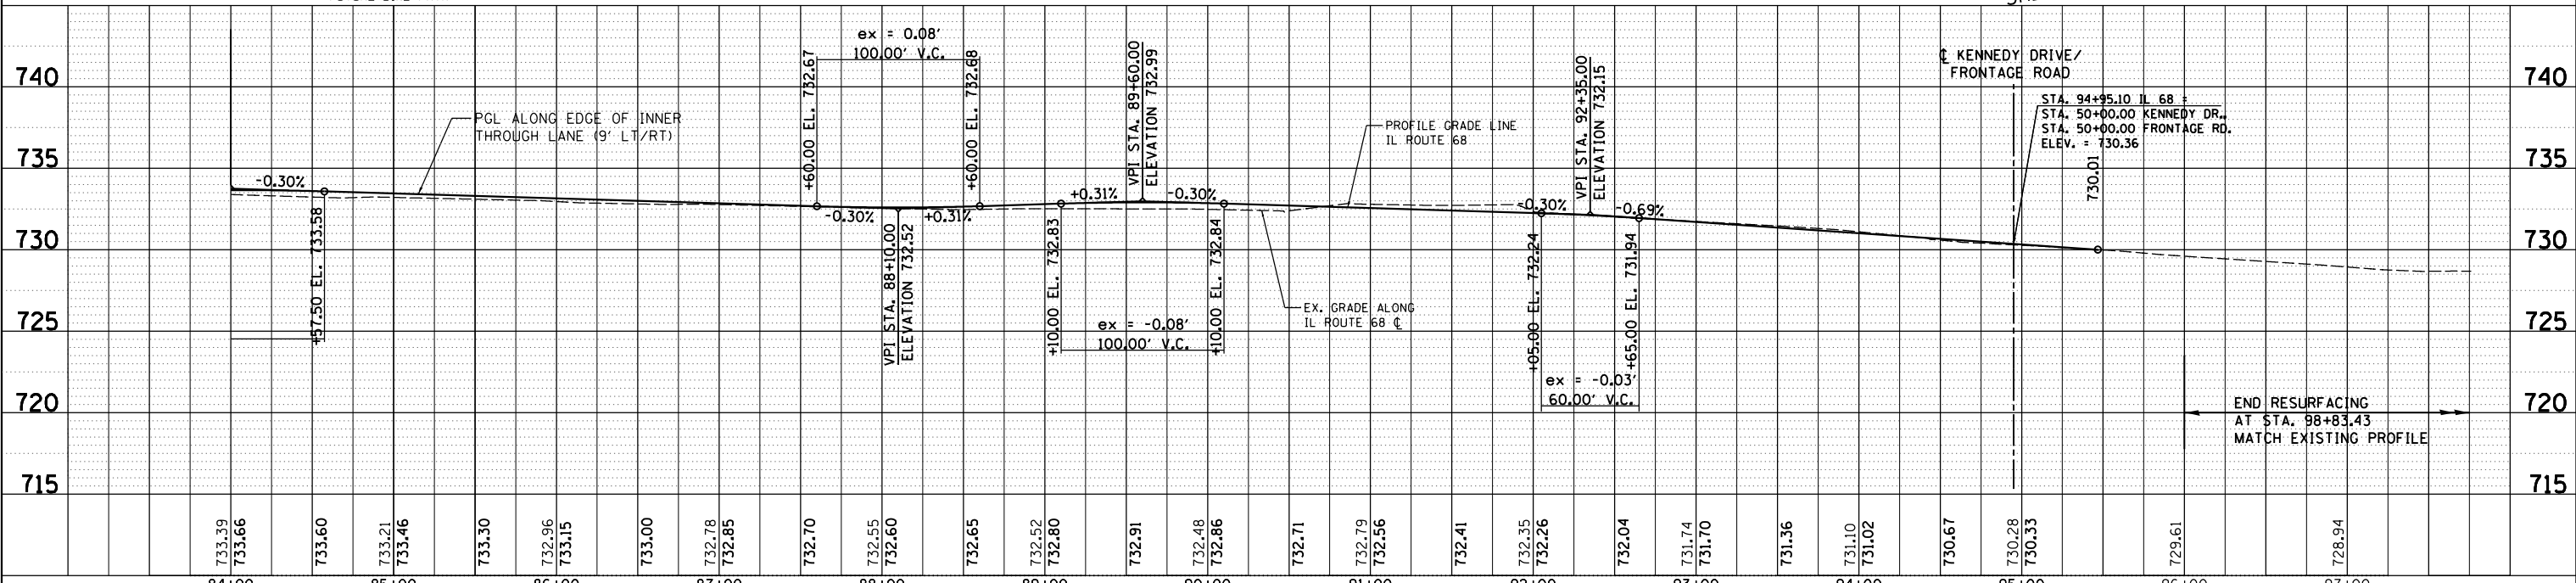 740
735
730
725
720
715
-0.30%
+57.50 EL. 733.58
PGL ALONG EDGE OF INNER
THROUGH LANE (9' LT/RT)
ex = 0.08'
100.00' V.C.
+60.00 EL. 732.67
+60.00 EL. 732.68
-0.30%
+0.31%
VPI STA. 88+10.00
ELEVATION 732.52
VPI STA. 89+60.00
ELEVATION 732.99
+0.31%
-0.30%
+10.00 EL. 732.83
+10.00 EL. 732.84
ex = -0.08'
100.00' V.C.
PROFILE GRADE LINE
IL ROUTE 68
EX. GRADE ALONG
IL ROUTE 68 ℄
VPI STA. 92+35.00
ELEVATION 732.15
-0.30%
-0.69%
+05.00 EL. 732.24
+65.00 EL. 731.94
ex = -0.03'
60.00' V.C.
℄ KENNEDY DRIVE/
FRONTAGE ROAD
STA. 94+95.10 IL 68 =
STA. 50+00.00 KENNEDY DR.,
STA. 50+00.00 FRONTAGE RD.
ELEV. = 730.36
730.01
END RESURFACING
AT STA. 98+83.43
MATCH EXISTING PROFILE
740
735
730
725
720
715
733.39
733.66
733.60
733.21
733.46
733.30
732.96
733.15
733.00
732.78
732.85
732.70
732.55
732.60
732.65
732.52
732.80
732.91
732.48
732.86
732.71
732.79
732.56
732.41
732.35
732.26
732.04
731.74
731.70
731.36
731.10
731.02
730.67
730.28
730.33
729.61
728.94